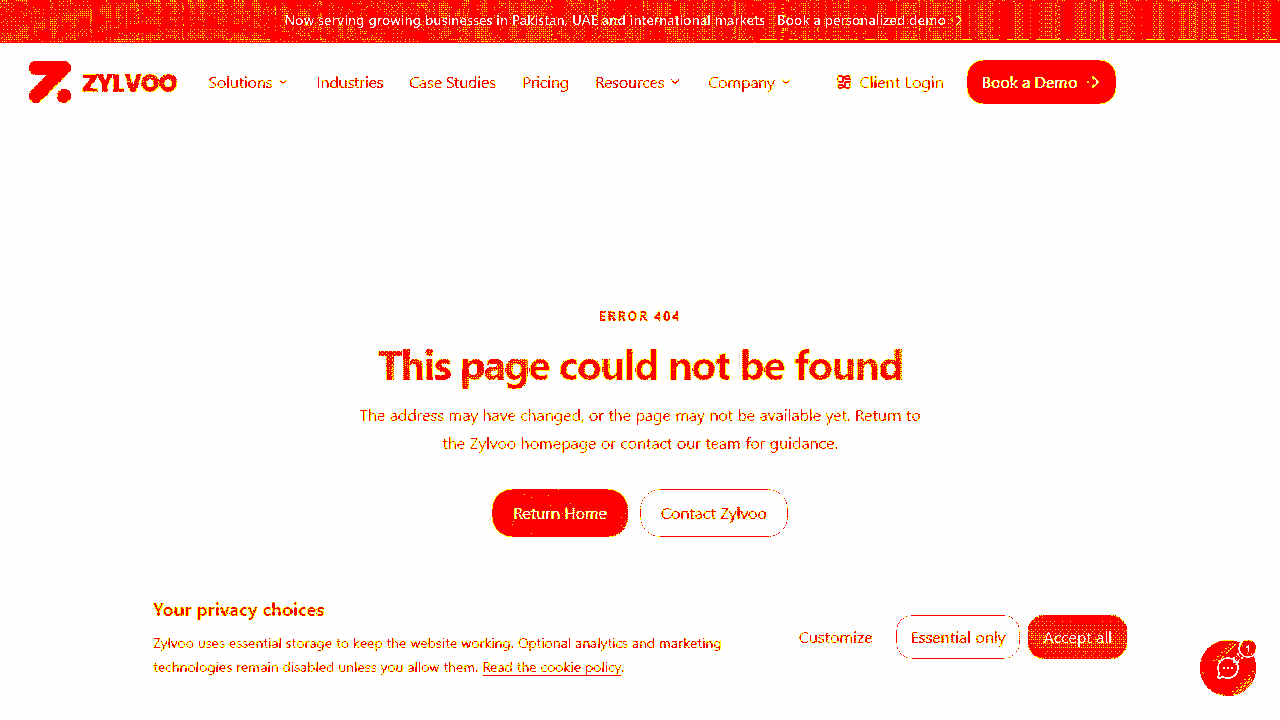 Now serving growing businesses in Pakistan, UAE and international markets Book a personalized demo
ZYLVOO Solutions Industries Case Studies Pricing Resources Company Client Login Book a Demo
ERROR 404
This page could not be found
The address may have changed, or the page may not be available yet. Return to
the Zylvoo homepage or contact our team for guidance.
Return Home Contact Zylvoo
Your privacy choices
Zylvoo uses essential storage to keep the website working. Optional analytics and marketing
technologies remain disabled unless you allow them. Read the cookie policy.
Customize Essential only Accept all
1